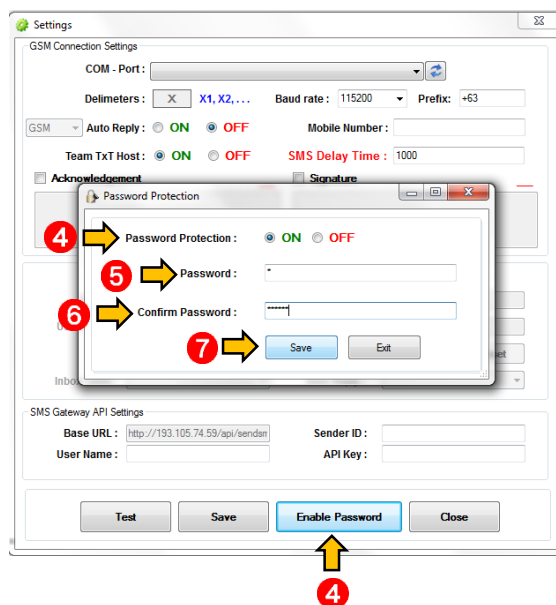 Settings
GSM Connection Settings
COM - Port :
Delimeters : X X1, X2, . . . Baud rate : 115200 Prefix: +63
GSM Auto Reply : ON OFF Mobile Number :
Team TxT Host : ON OFF SMS Delay Time : 1000
Acknowledgement Signature
Password Protection
4 Password Protection : ON OFF
5 Password : *
6 Confirm Password : ******
7 Save Exit
SMS Gateway API Settings
Base URL : http://193.105.74.59/api/sendsm Sender ID :
User Name : API Key :
Test Save Enable Password Close
4